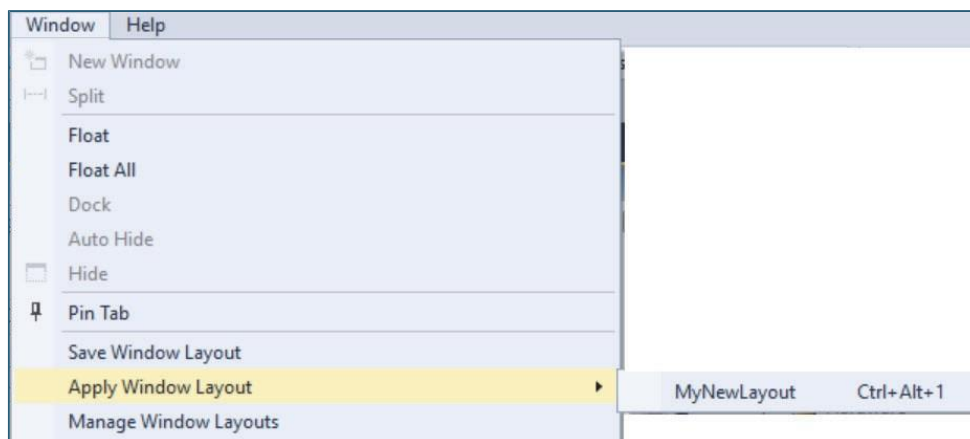 Window Help
New Window
Split
Float
Float All
Dock
Auto Hide
Hide
Pin Tab
Save Window Layout
Apply Window Layout
MyNewLayout Ctrl+Alt+1
Manage Window Layouts